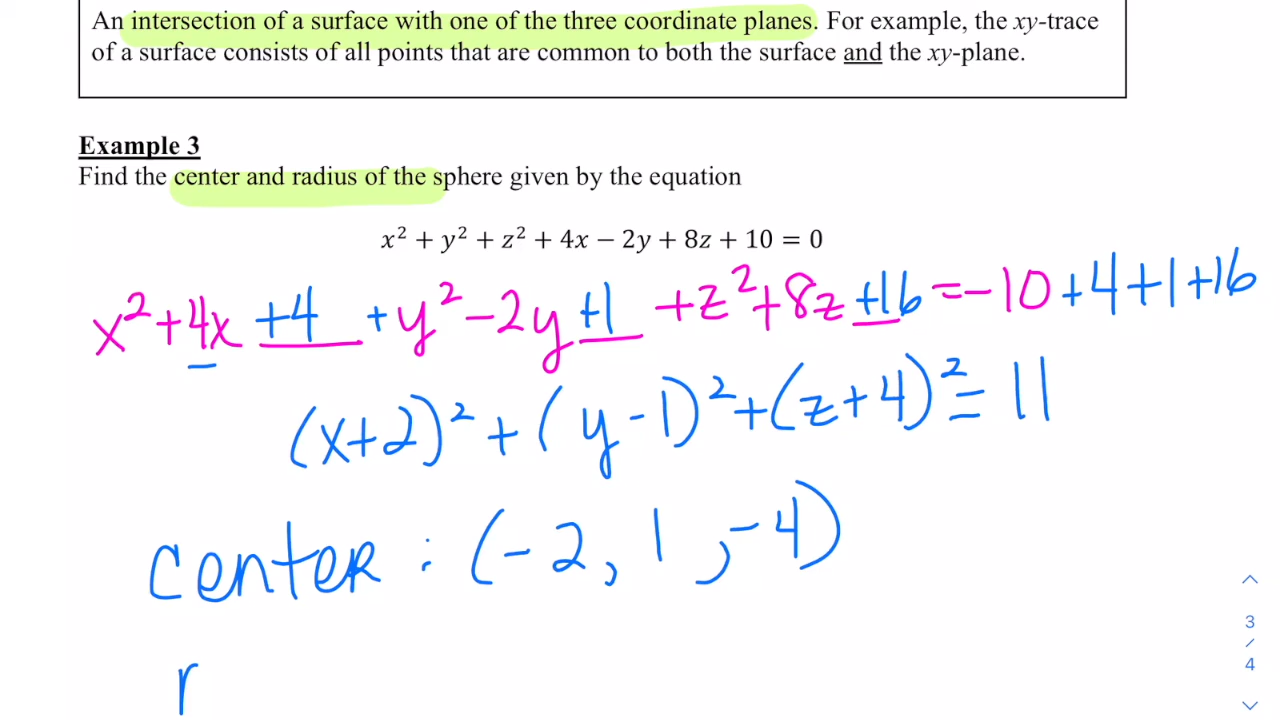 An intersection of a surface with one of the three coordinate planes. For example, the xy-trace
of a surface consists of all points that are common to both the surface and the xy-plane.
Example 3
Find the center and radius of the sphere given by the equation
x² + y² + z² + 4x − 2y + 8z + 10 = 0
x²+4x +4 +y²-2y+1 +z²+8z+16=-10+4+1+16
(x+2)²+(y-1)²+(z+4)²=11
center : (-2, 1, -4)
r
3
/
4